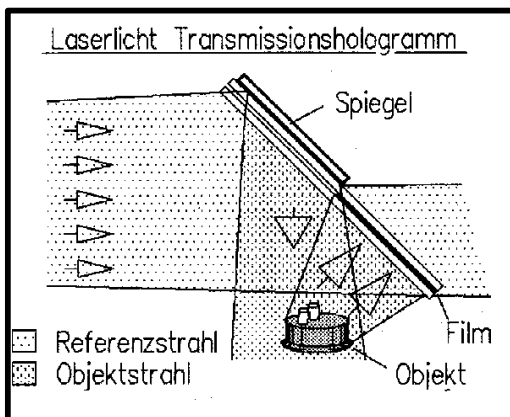 Laserlicht Transmissionshologramm
Spiegel
Film
Referenzstrahl
Objektstrahl
Objekt